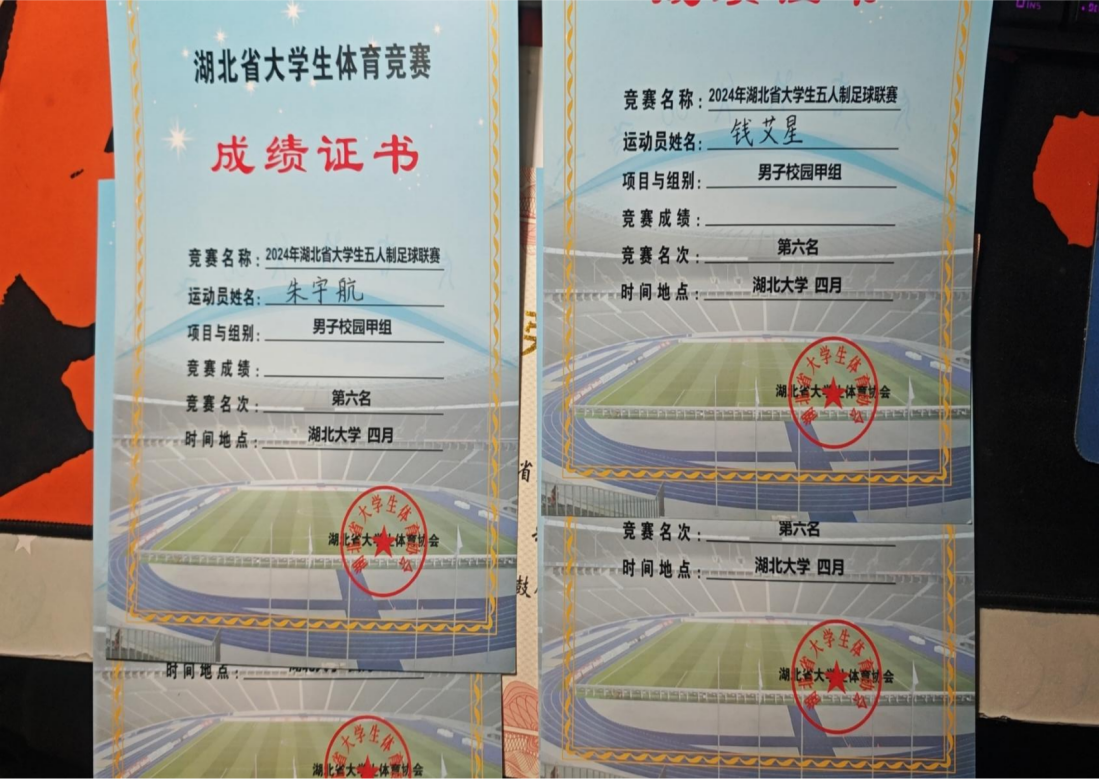 湖北省大学生体育竞赛
成绩证书
竞赛名称：2024年湖北省大学生五人制足球联赛
运动员姓名：朱宇航
项目与组别：男子校园甲组
竞赛成绩：
竞赛名次：第六名
时间地点：湖北大学 四月
湖北省大学生体育协会
时间地点：
湖北省大学生体育协会
省
鼓
成绩证书
竞赛名称：2024年湖北省大学生五人制足球联赛
运动员姓名：钱艾星
项目与组别：男子校园甲组
竞赛成绩：
竞赛名次：第六名
时间地点：湖北大学 四月
湖北省大学生体育协会
竞赛名次：第六名
时间地点：湖北大学 四月
湖北省大学生体育协会